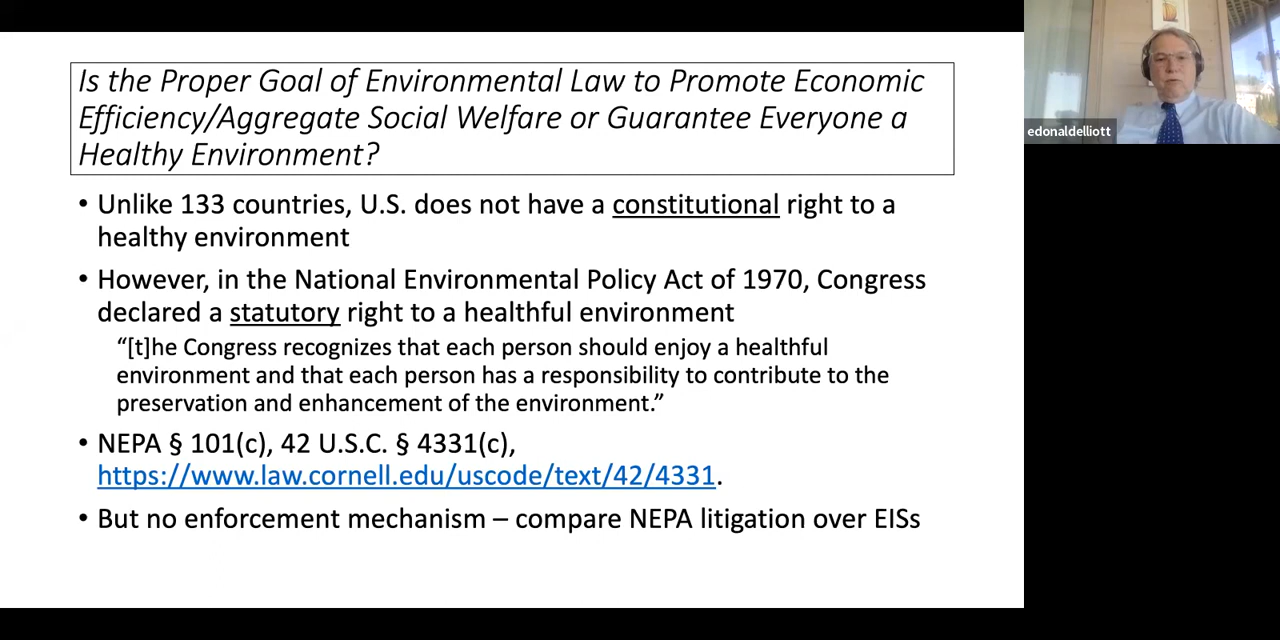 Is the Proper Goal of Environmental Law to Promote Economic
Efficiency/Aggregate Social Welfare or Guarantee Everyone a
Healthy Environment?
• Unlike 133 countries, U.S. does not have a constitutional right to a
healthy environment
• However, in the National Environmental Policy Act of 1970, Congress
declared a statutory right to a healthful environment
“[t]he Congress recognizes that each person should enjoy a healthful
environment and that each person has a responsibility to contribute to the
preservation and enhancement of the environment.”
• NEPA § 101(c), 42 U.S.C. § 4331(c),
https://www.law.cornell.edu/uscode/text/42/4331.
• But no enforcement mechanism – compare NEPA litigation over EISs
edonaldelliott